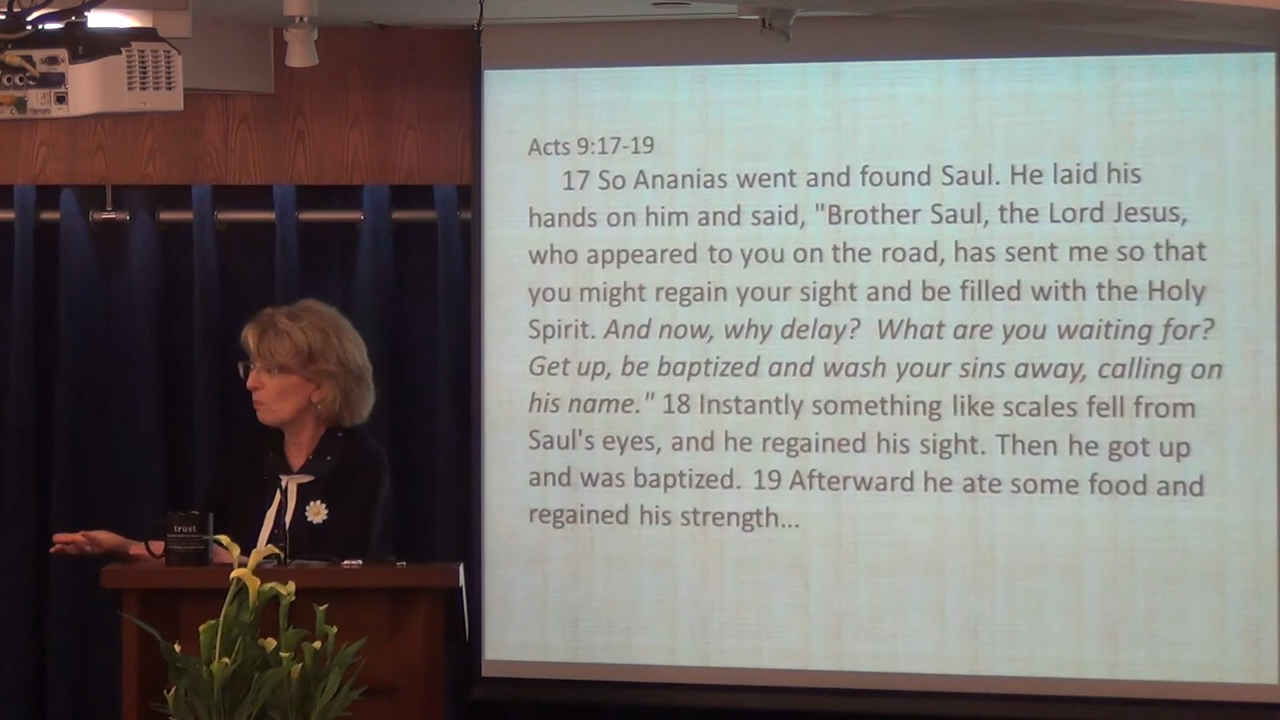 Acts 9:17-19
17 So Ananias went and found Saul. He laid his
hands on him and said, "Brother Saul, the Lord Jesus,
who appeared to you on the road, has sent me so that
you might regain your sight and be filled with the Holy
Spirit. And now, why delay?  What are you waiting for?
Get up, be baptized and wash your sins away, calling on
his name." 18 Instantly something like scales fell from
Saul's eyes, and he regained his sight. Then he got up
and was baptized. 19 Afterward he ate some food and
regained his strength...
trust